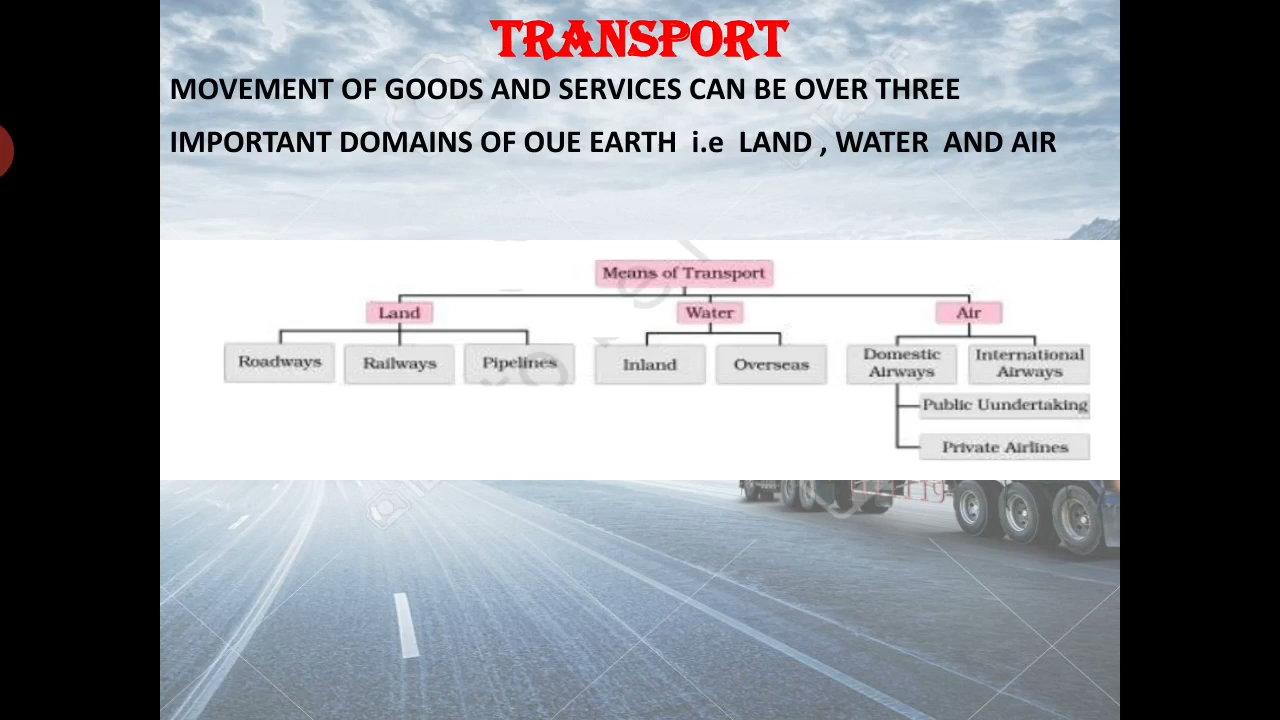 TRANSPORT
MOVEMENT OF GOODS AND SERVICES CAN BE OVER THREE
IMPORTANT DOMAINS OF OUE EARTH i.e LAND , WATER AND AIR
Means of Transport
Land
Water
Air
Roadways
Railways
Pipelines
Inland
Overseas
Domestic
Airways
International
Airways
Public Uundertaking
Private Airlines